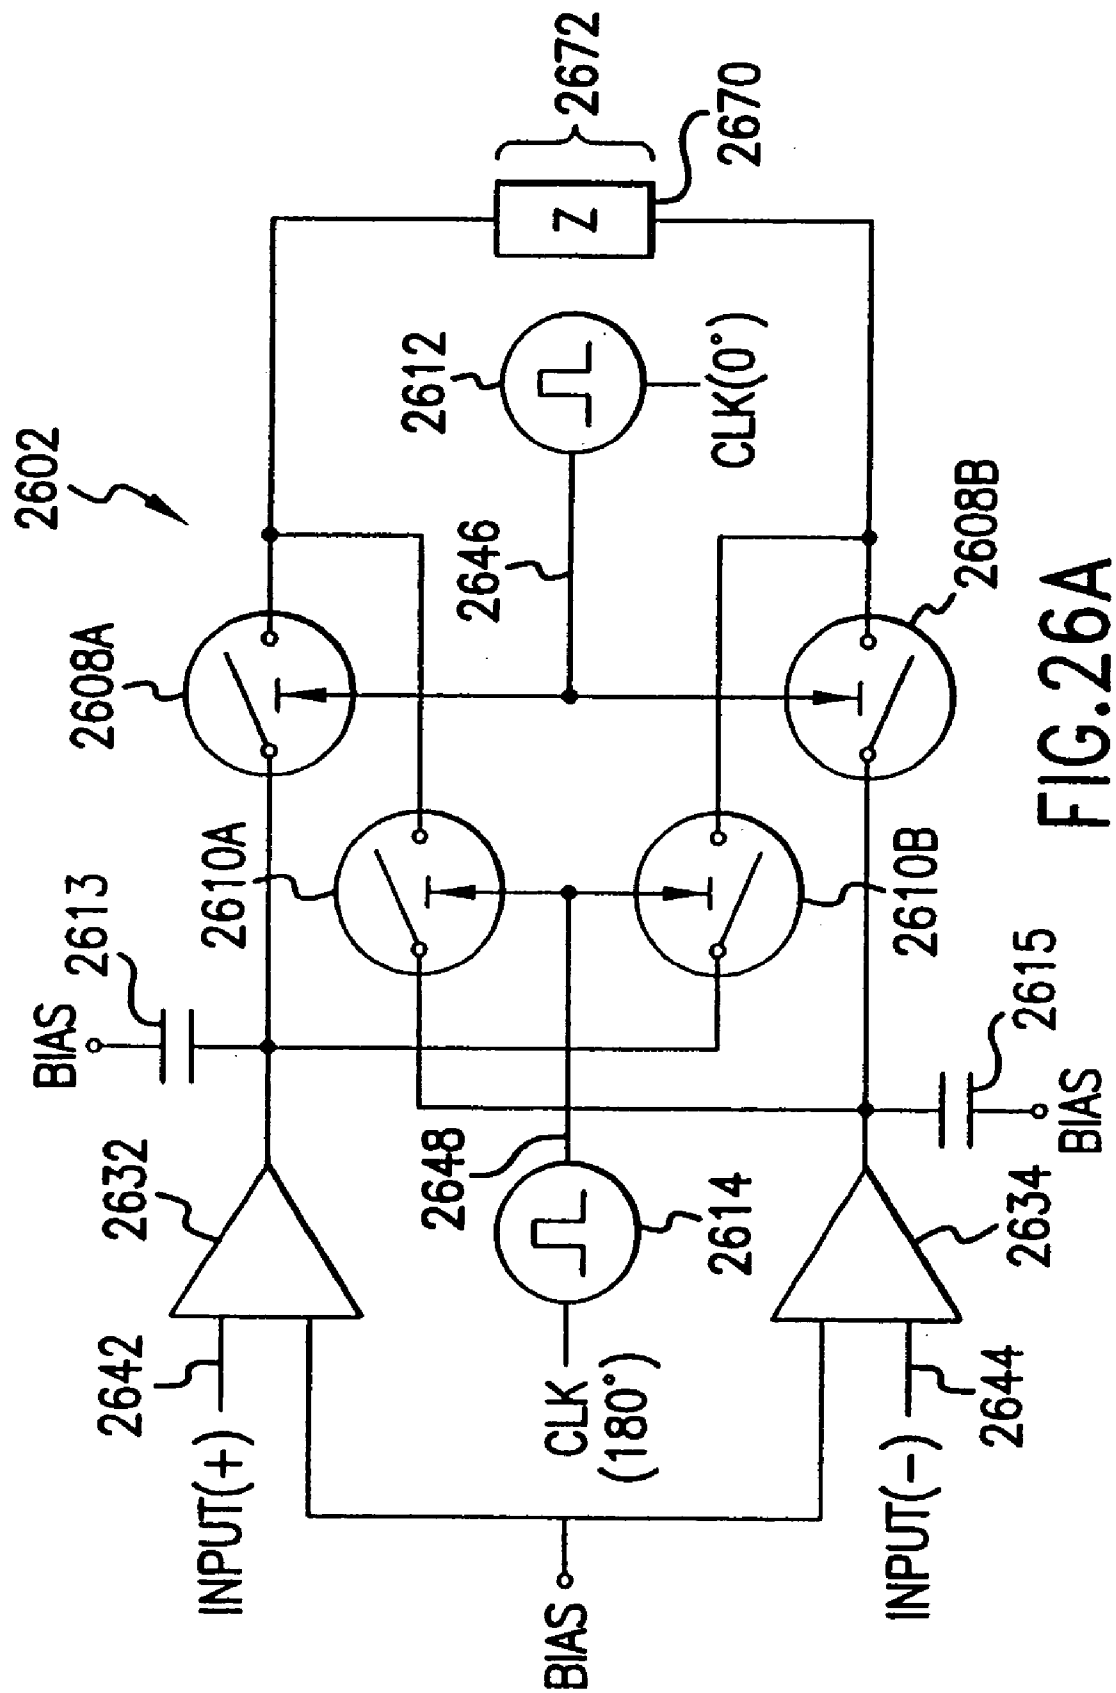 2602
BIAS
2613
2608A
2672
2632
2610A
2612
Z
2670
2642
INPUT(+)
2648
2646
CLK(0°)
BIAS
CLK
(180°)
2614
INPUT(-)
2644
2634
2610B
2615
BIAS
2608B
FIG.26A